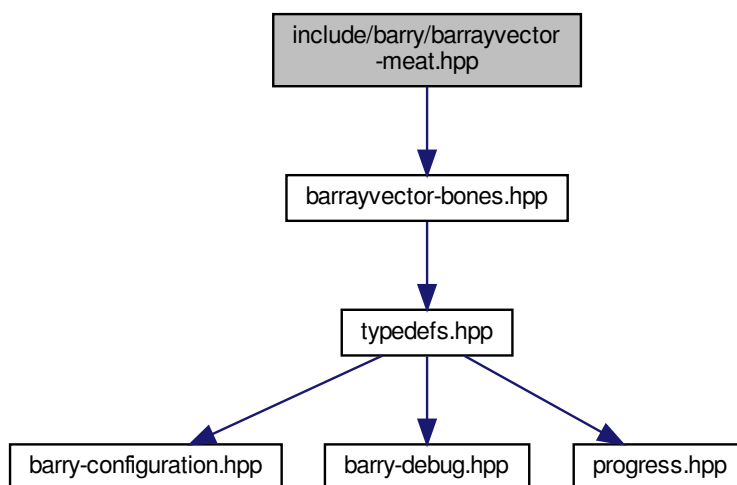 include/barry/barrayvector
-meat.hpp
barrayvector-bones.hpp
typedefs.hpp
barry-configuration.hpp
barry-debug.hpp
progress.hpp